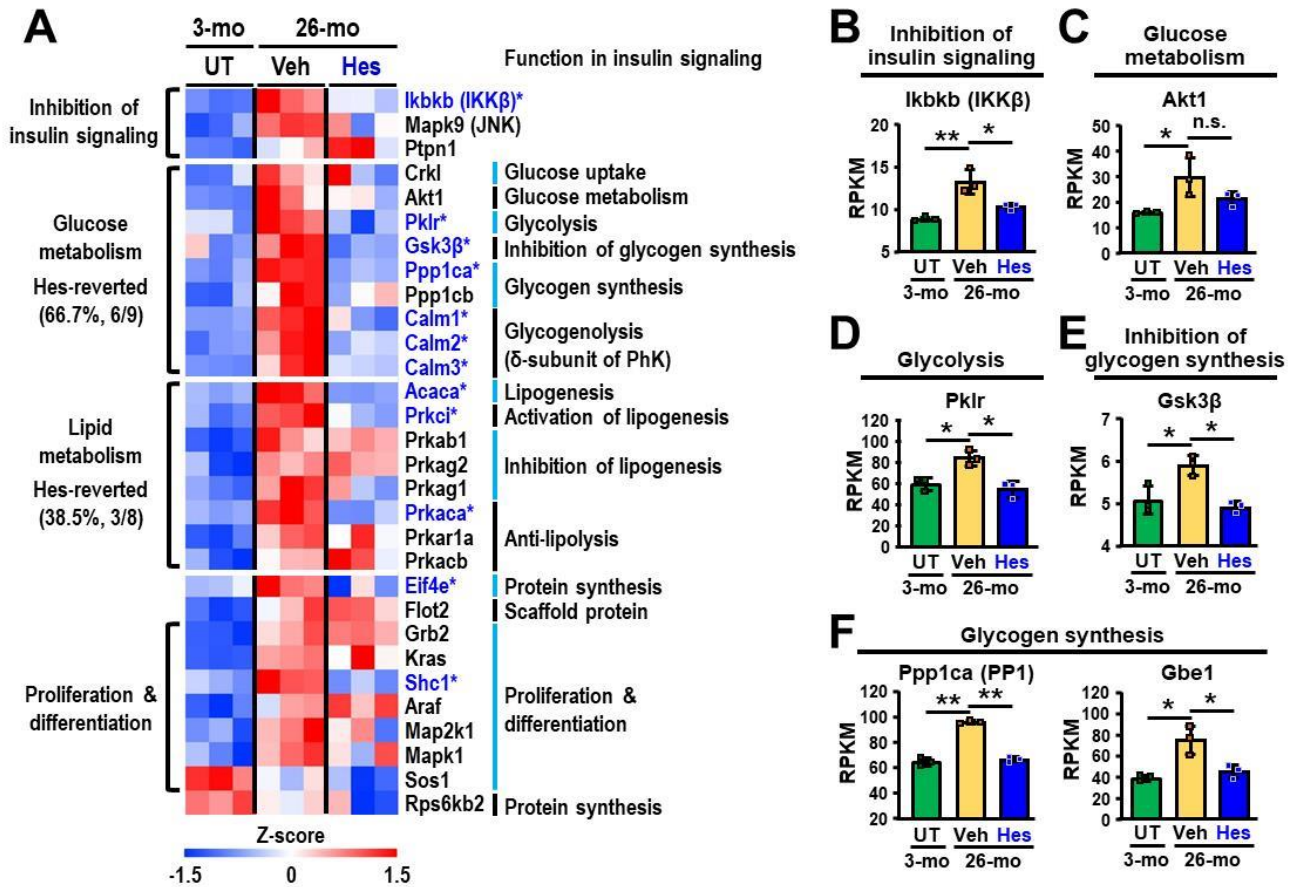 A
3-mo
26-mo
UT
Veh
Hes
Function in insulin signaling
Inhibition of
insulin signaling
Ikbkb (IKKβ)*
Mapk9 (JNK)
Ptpn1
Glucose
metabolism
Hes-reverted
(66.7%, 6/9)
Crkl
Glucose uptake
Akt1
Glucose metabolism
Pklr*
Glycolysis
Gsk3β*
Inhibition of glycogen synthesis
Ppp1ca*
Ppp1cb
Glycogen synthesis
Calm1*
Calm2*
Calm3*
Glycogenolysis
(δ-subunit of PhK)
Lipid
metabolism
Hes-reverted
(38.5%, 3/8)
Acaca*
Lipogenesis
Prkci*
Activation of lipogenesis
Prkab1
Prkag2
Prkag1
Inhibition of lipogenesis
Prkaca*
Prkar1a
Prkacb
Anti-lipolysis
Eif4e*
Protein synthesis
Flot2
Scaffold protein
Proliferation &
differentiation
Grb2
Kras
Shc1*
Araf
Map2k1
Mapk1
Sos1
Proliferation &
differentiation
Rps6kb2
Protein synthesis
Z-score
-1.5 0 1.5
B
Inhibition of
insulin signaling
Ikbkb (IKKβ)
RPKM
20
15
10
5
** *
UT Veh Hes
3-mo 26-mo
C
Glucose
metabolism
Akt1
RPKM
50
40
30
20
10
0
* n.s.
UT Veh Hes
3-mo 26-mo
D
Glycolysis
Pklr
RPKM
120
100
80
60
40
20
0
* *
UT Veh Hes
3-mo 26-mo
E
Inhibition of
glycogen synthesis
Gsk3β
RPKM
7
6
5
4
* *
UT Veh Hes
3-mo 26-mo
F
Glycogen synthesis
Ppp1ca (PP1)
RPKM
120
100
80
60
40
20
** **
UT Veh Hes
3-mo 26-mo
Gbe1
RPKM
120
100
80
60
40
20
0
* *
UT Veh Hes
3-mo 26-mo